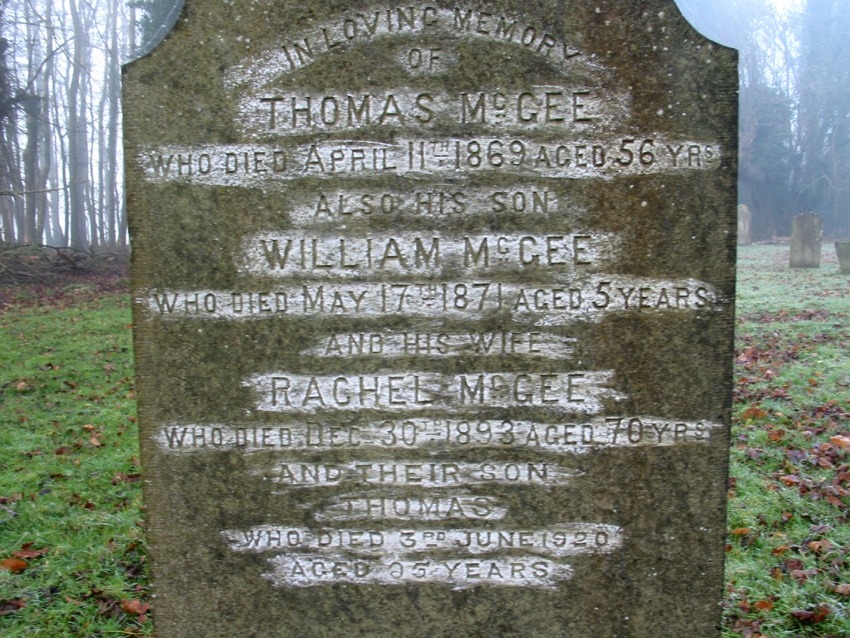 IN LOVING MEMORY
OF
THOMAS McGEE
WHO DIED APRIL 11TH 1869 AGED 56 YRS
ALSO HIS SON
WILLIAM McGEE
WHO DIED MAY 17TH 1871 AGED 5 YEARS
AND HIS WIFE
RACHEL McGEE
WHO DIED DEC. 30TH 1893 AGED 70 YRS
AND THEIR SON
THOMAS
WHO DIED 3RD JUNE 1920
AGED YEARS